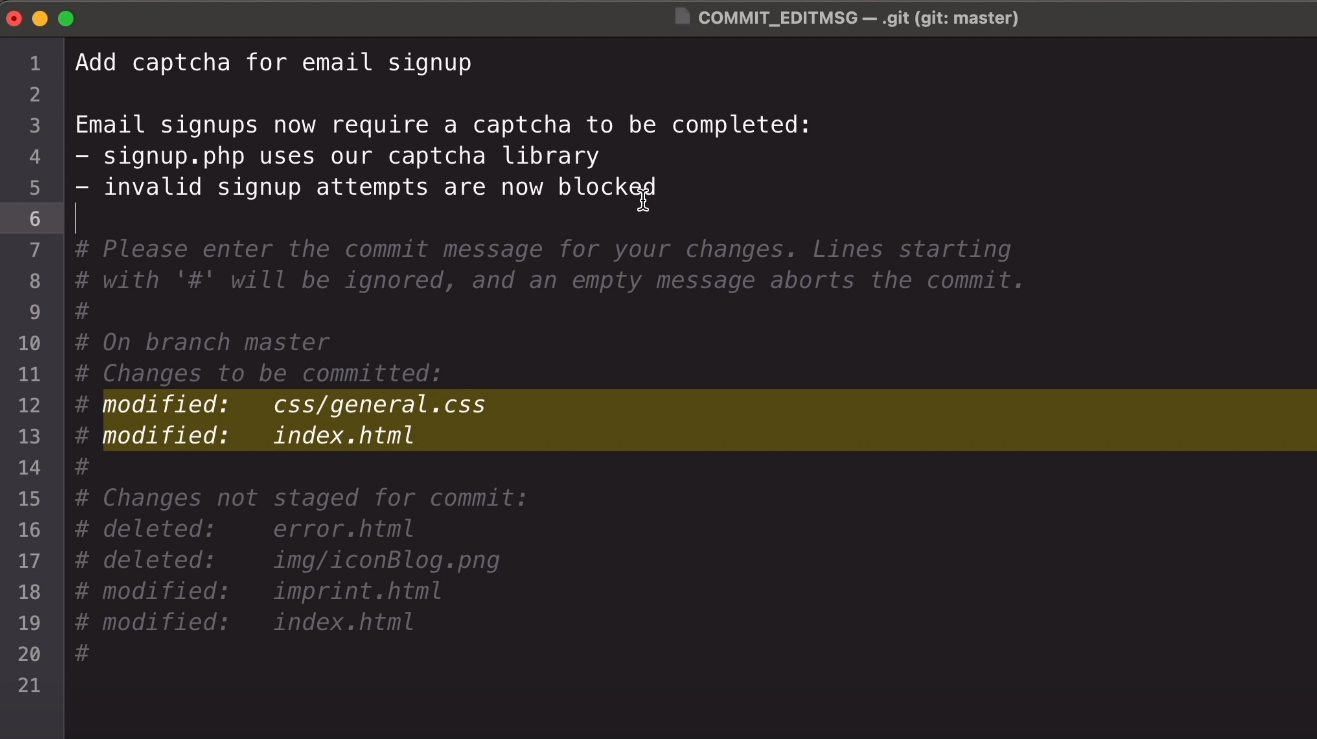 COMMIT_EDITMSG — .git (git: master)
1 Add captcha for email signup
2
3 Email signups now require a captcha to be completed:
4 - signup.php uses our captcha library
5 - invalid signup attempts are now blocked
6
7 # Please enter the commit message for your changes. Lines starting
8 # with '#' will be ignored, and an empty message aborts the commit.
9 #
10 # On branch master
11 # Changes to be committed:
12 # modified:   css/general.css
13 # modified:   index.html
14 #
15 # Changes not staged for commit:
16 # deleted:    error.html
17 # deleted:    img/iconBlog.png
18 # modified:   imprint.html
19 # modified:   index.html
20 #
21